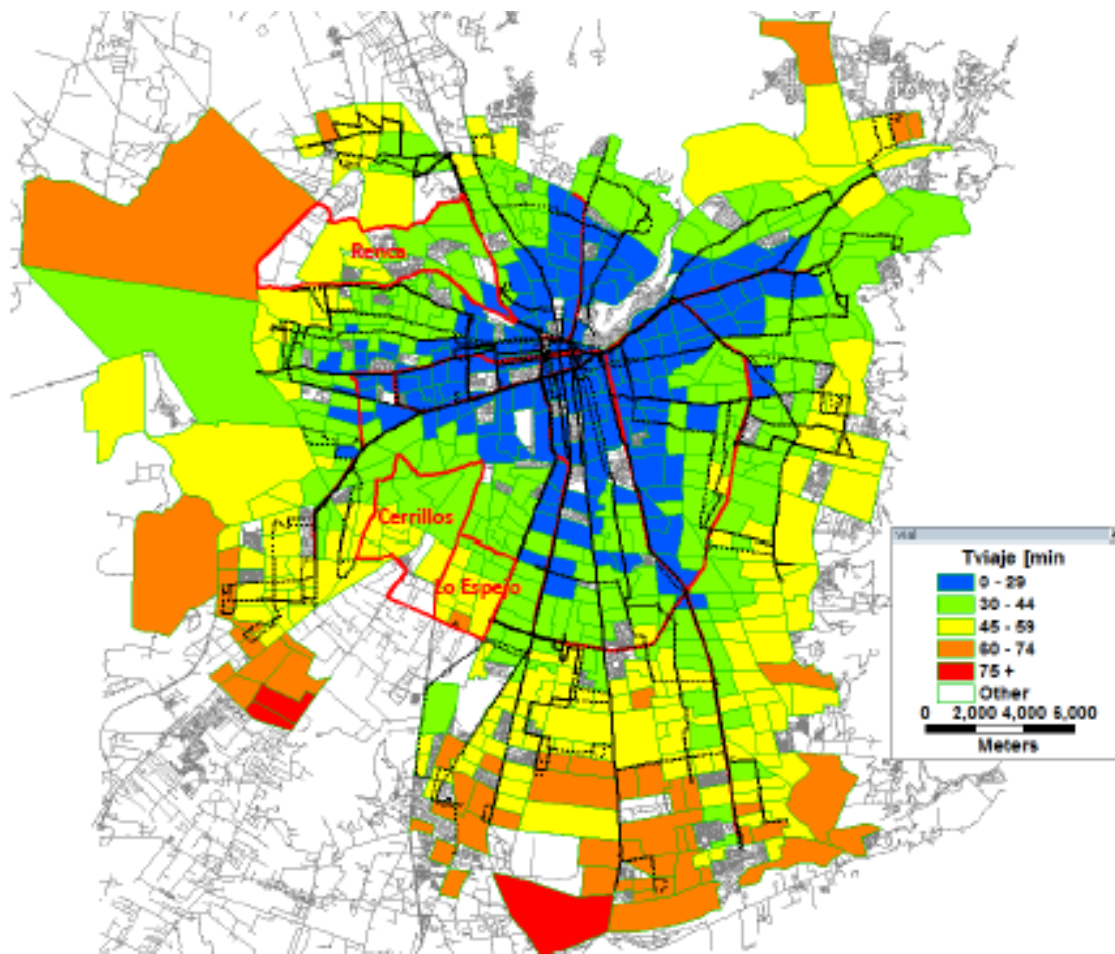 Renca
Cerrillos
Lo Espejo
vial
Tviaje [min
0 - 29
30 - 44
45 - 59
60 - 74
75 +
Other
0 2,000 4,000 6,000
Meters